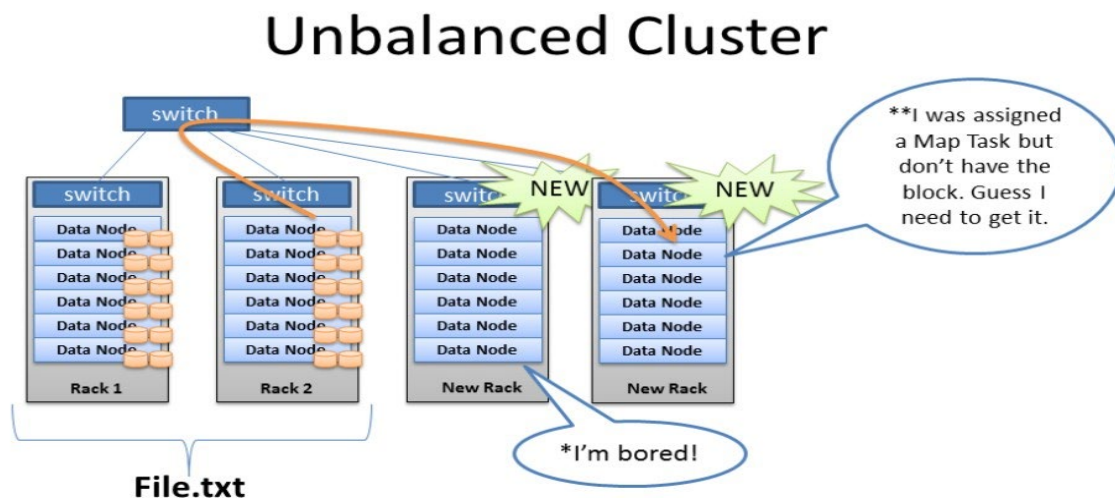 Unbalanced Cluster
switch
**I was assigned
a Map Task but
don't have the
block. Guess I
need to get it.
switch
switch
switch
NEW
switch
NEW
Data Node
Data Node
Data Node
Data Node
Data Node
Data Node
Rack 1
Data Node
Data Node
Data Node
Data Node
Data Node
Data Node
Rack 2
Data Node
Data Node
Data Node
Data Node
Data Node
Data Node
New Rack
Data Node
Data Node
Data Node
Data Node
Data Node
Data Node
New Rack
*I'm bored!
File.txt